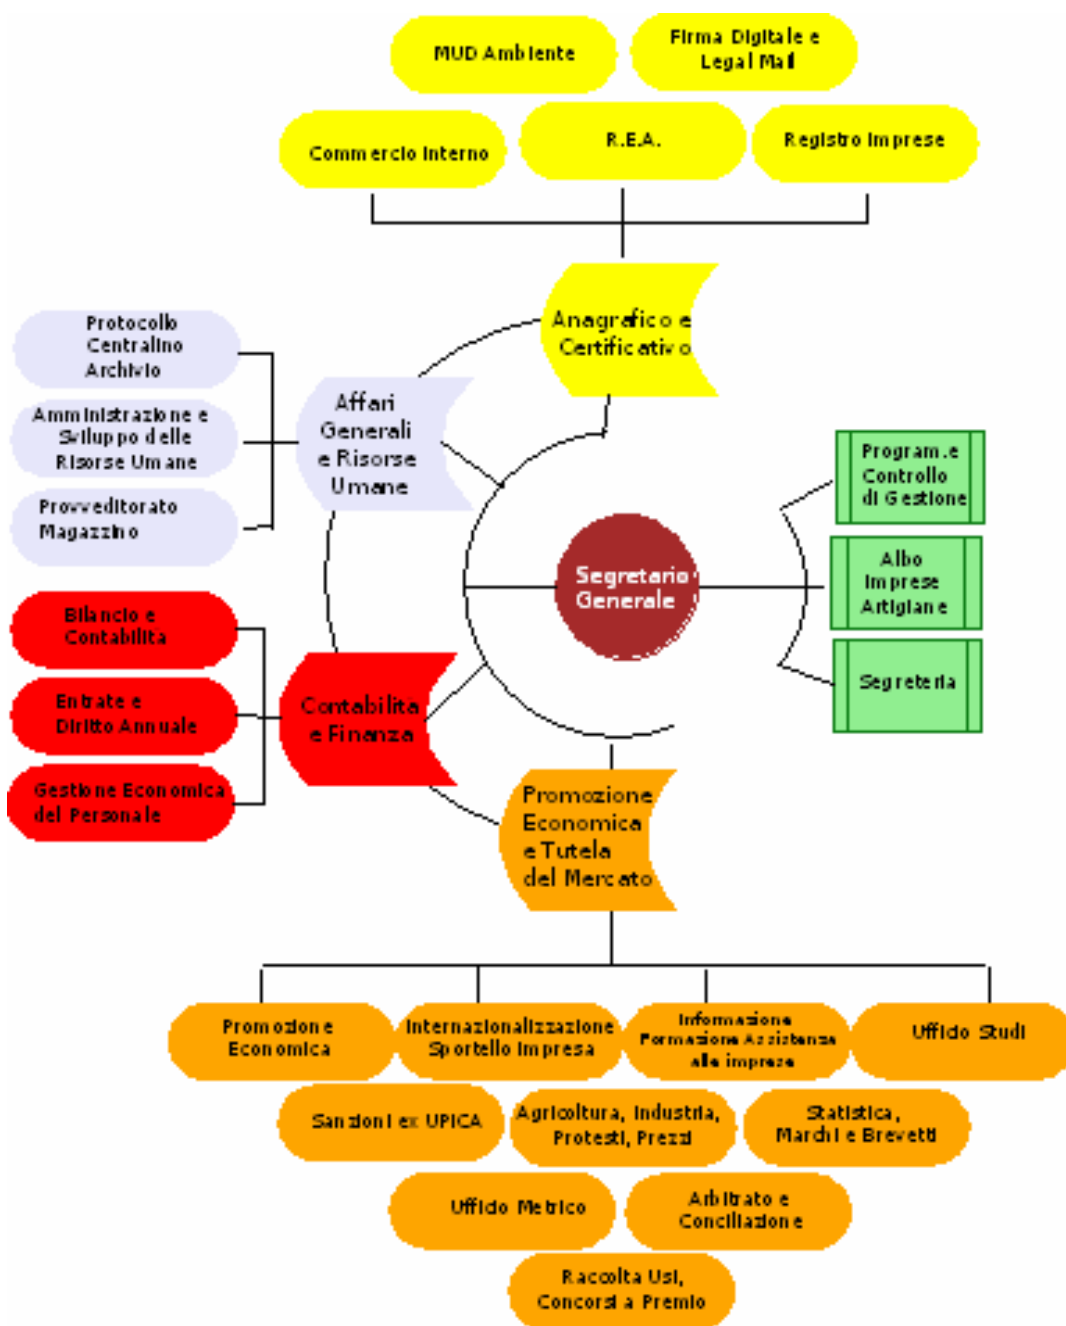 MUD Ambiente
Firma Digitale e
Legal Mail
Commercio Interno
R.E.A.
Registro Imprese
Anagrafico e
Certificativo
Protocollo
Centralino
Archivio
Amministrazione e
Sviluppo delle
Risorse Umane
Provveditorato
Magazzino
Affari
Generali
e Risorse
Umane
Program.e
Controllo
di Gestione
Segretario
Generale
Albo
Imprese
Artigiane
Segreteria
Bilancio e
Contabilità
Entrate e
Diritto Annuale
Gestione Economica
del Personale
Contabilità
e Finanza
Promozione
Economica
e Tutela
del Mercato
Promozione
Economica
Internazionalizzazione
Sportello Impresa
Informazione
Formazione Assistenza
alle imprese
Ufficio Studi
Sanzioni ex UPICA
Agricoltura, Industria,
Protesti, Prezzi
Statistica,
Marchi e Brevetti
Ufficio Metrico
Arbitrato e
Conciliazione
Raccolta Usi,
Concorsi a Premio